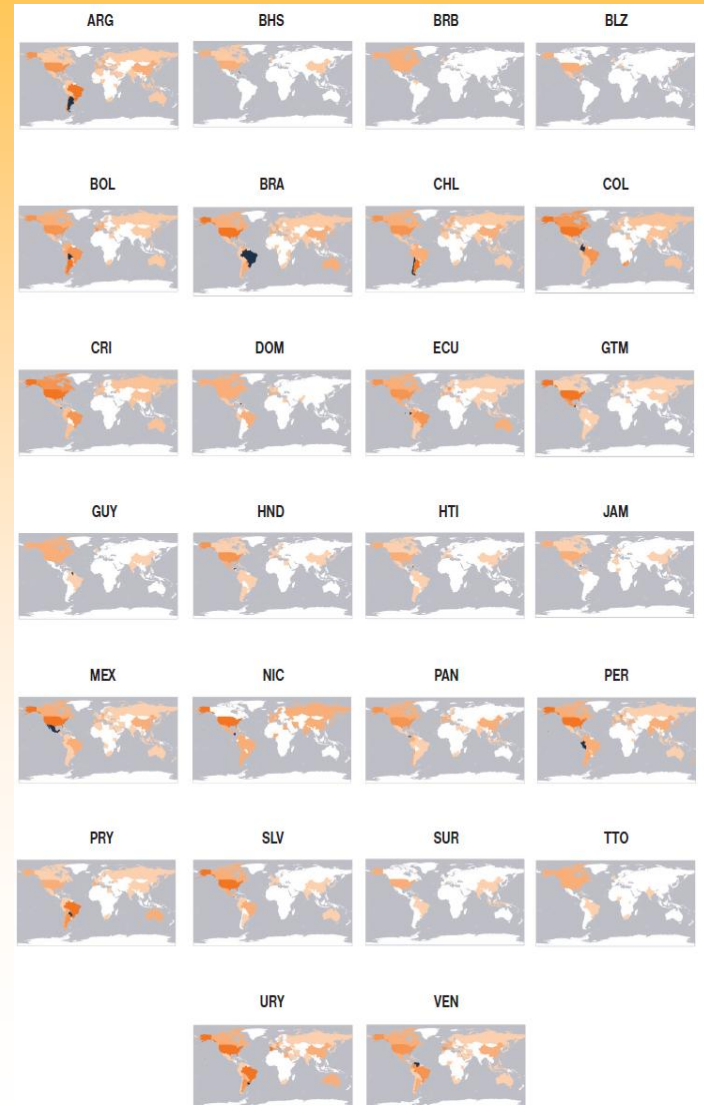 ARG BHS BRB BLZ
BOL BRA CHL COL
CRI DOM ECU GTM
GUY HND HTI JAM
MEX NIC PAN PER
PRY SLV SUR TTO
URY VEN